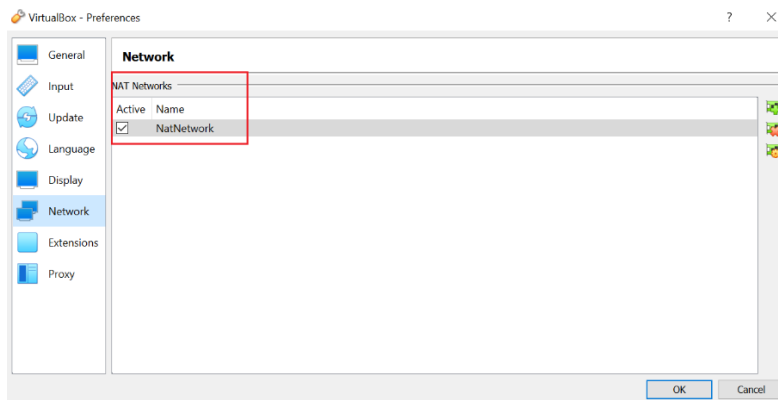 VirtualBox - Preferences
?
General
Input
Update
Language
Display
Network
Extensions
Proxy
Network
NAT Networks
Active Name
NatNetwork
OK Cancel